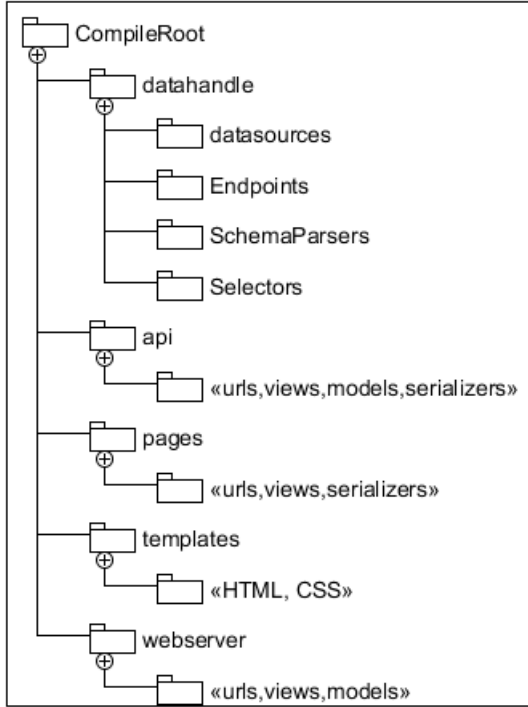 CompileRoot
datahandle
datasources
Endpoints
SchemaParsers
Selectors
api
«urls,views,models,serializers»
pages
«urls,views,serializers»
templates
«HTML, CSS»
webserver
«urls,views,models»